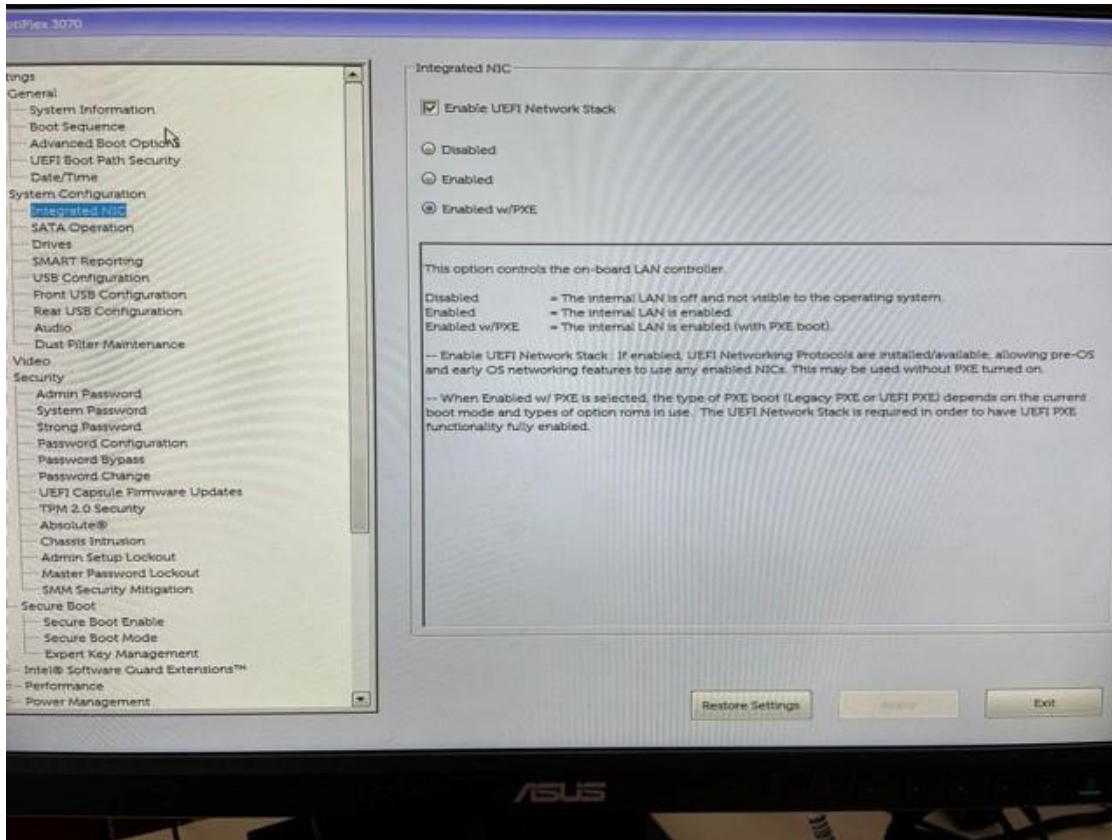 OptiPlex 3070
tings
General
System Information
Boot Sequence
Advanced Boot Options
UEFI Boot Path Security
Date/Time
System Configuration
Integrated NIC
SATA Operation
Drives
SMART Reporting
USB Configuration
Front USB Configuration
Rear USB Configuration
Audio
Dust Filter Maintenance
Video
Security
Admin Password
System Password
Strong Password
Password Configuration
Password Bypass
Password Change
UEFI Capsule Firmware Updates
TPM 2.0 Security
Absolute®
Chassis Intrusion
Admin Setup Lockout
Master Password Lockout
SMM Security Mitigation
Secure Boot
Secure Boot Enable
Secure Boot Mode
Expert Key Management
Intel® Software Guard Extensions™
Performance
Power Management
Integrated NIC
Enable UEFI Network Stack
Disabled
Enabled
Enabled w/PXE
This option controls the on-board LAN controller.
Disabled = The internal LAN is off and not visible to the operating system.
Enabled = The internal LAN is enabled.
Enabled w/PXE = The internal LAN is enabled (with PXE boot).
-- Enable UEFI Network Stack : If enabled, UEFI Networking Protocols are installed/available, allowing pre-OS
and early OS networking features to use any enabled NICs. This may be used without PXE turned on.
-- When Enabled w/ PXE is selected, the type of PXE boot (Legacy PXE or UEFI PXE) depends on the current
boot mode and types of option roms in use. The UEFI Network Stack is required in order to have UEFI PXE
functionality fully enabled.
Restore Settings
Apply
Exit
ASUS